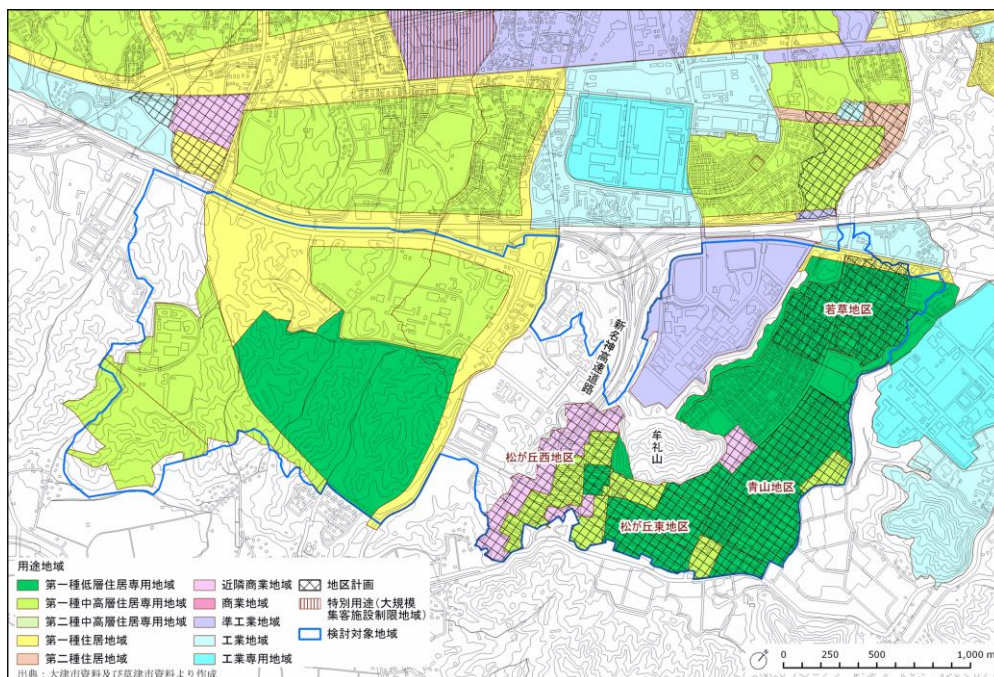 若草地区
新名神高速道路
牟礼山
松が丘西地区
青山地区
松が丘東地区
用途地域
第一種低層住居専用地域
第一種中高層住居専用地域
第二種中高層住居専用地域
第一種住居地域
第二種住居地域
近隣商業地域
商業地域
準工業地域
工業地域
工業専用地域
地区計画
特別用途(大規模
集客施設制限地域)
検討対象地域
出典:大津市資料及び草津市資料より作成
0 250 500 1,000 m